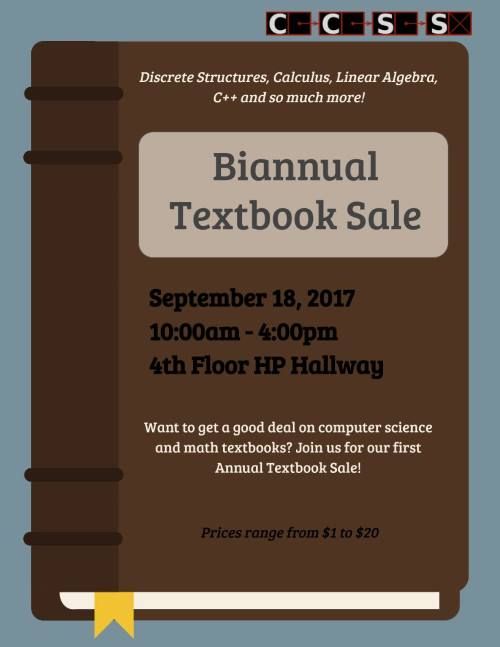 CCSS
Discrete Structures, Calculus, Linear Algebra,
C++ and so much more!
Biannual
Textbook Sale
September 18, 2017
10:00am - 4:00pm
4th Floor HP Hallway
Want to get a good deal on computer science
and math textbooks? Join us for our first
Annual Textbook Sale!
Prices range from $1 to $20